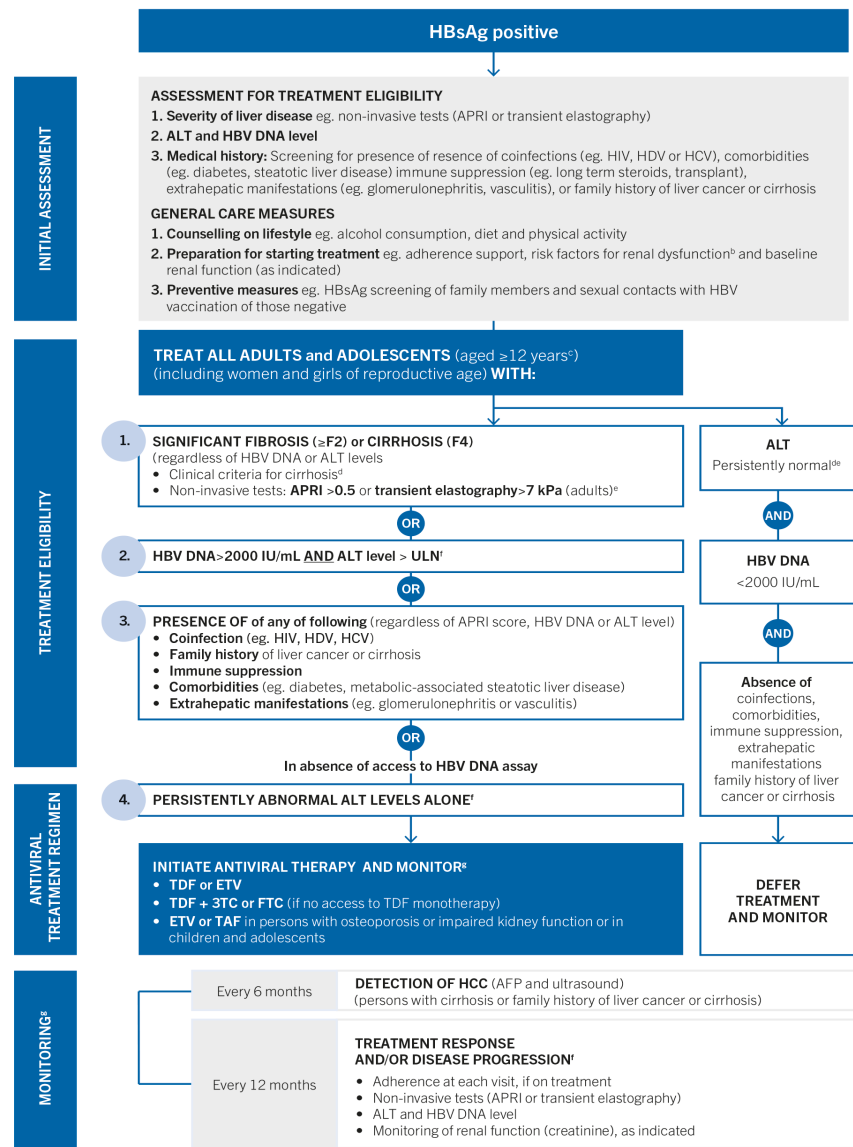 HBsAg positive
INITIAL ASSESSMENT
ASSESSMENT FOR TREATMENT ELIGIBILITY
1. Severity of liver disease eg. non-invasive tests (APRI or transient elastography)
2. ALT and HBV DNA level
3. Medical history: Screening for presence of resence of coinfections (eg. HIV, HDV or HCV), comorbidities
(eg. diabetes, steatotic liver disease) immune suppression (eg. long term steroids, transplant),
extrahepatic manifestations (eg. glomerulonephritis, vasculitis), or family history of liver cancer or cirrhosis
GENERAL CARE MEASURES
1. Counselling on lifestyle eg. alcohol consumption, diet and physical activity
2. Preparation for starting treatment eg. adherence support, risk factors for renal dysfunctionᵇ and baseline
renal function (as indicated)
3. Preventive measures eg. HBsAg screening of family members and sexual contacts with HBV
vaccination of those negative
TREATMENT ELIGIBILITY
TREAT ALL ADULTS and ADOLESCENTS (aged ≥12 yearsᶜ)
(including women and girls of reproductive age) WITH:
1. SIGNIFICANT FIBROSIS (≥F2) or CIRRHOSIS (F4)
(regardless of HBV DNA or ALT levels
• Clinical criteria for cirrhosisᵈ
• Non-invasive tests: APRI >0.5 or transient elastography>7 kPa (adults)ᵉ
OR
2. HBV DNA>2000 IU/mL AND ALT level > ULNᶠ
OR
3. PRESENCE OF of any of following (regardless of APRI score, HBV DNA or ALT level)
• Coinfection (eg. HIV, HDV, HCV)
• Family history of liver cancer or cirrhosis
• Immune suppression
• Comorbidities (eg. diabetes, metabolic-associated steatotic liver disease)
• Extrahepatic manifestations (eg. glomerulonephritis or vasculitis)
OR
In absence of access to HBV DNA assay
4. PERSISTENTLY ABNORMAL ALT LEVELS ALONEᶠ
ALT
Persistently normalᵈᵉ
AND
HBV DNA
<2000 IU/mL
AND
Absence of
coinfections,
comorbidities,
immune suppression,
extrahepatic
manifestations
family history of liver
cancer or cirrhosis
ANTIVIRAL
TREATMENT REGIMEN
INITIATE ANTIVIRAL THERAPY AND MONITORᵍ
• TDF or ETV
• TDF + 3TC or FTC (if no access to TDF monotherapy)
• ETV or TAF in persons with osteoporosis or impaired kidney function or in
children and adolescents
DEFER
TREATMENT
AND MONITOR
MONITORINGᵍ
Every 6 months
DETECTION OF HCC (AFP and ultrasound)
(persons with cirrhosis or family history of liver cancer or cirrhosis)
Every 12 months
TREATMENT RESPONSE
AND/OR DISEASE PROGRESSIONᶠ
• Adherence at each visit, if on treatment
• Non-invasive tests (APRI or transient elastography)
• ALT and HBV DNA level
• Monitoring of renal function (creatinine), as indicated